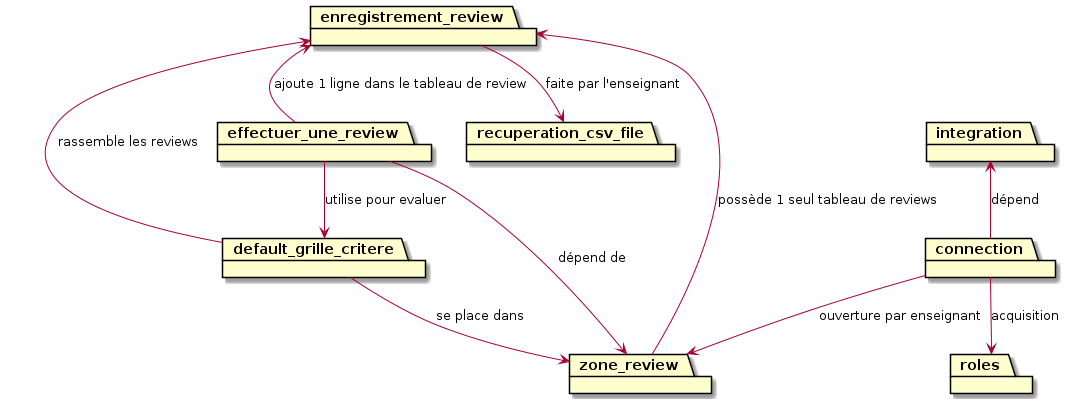 enregistrement_review
ajoute 1 ligne dans le tableau de review
faite par l'enseignant
effectuer_une_review
recuperation_csv_file
integration
rassemble les reviews
utilise pour evaluer
possède 1 seul tableau de reviews
dépend
default_grille_critere
dépend de
connection
se place dans
ouverture par enseignant
acquisition
zone_review
roles